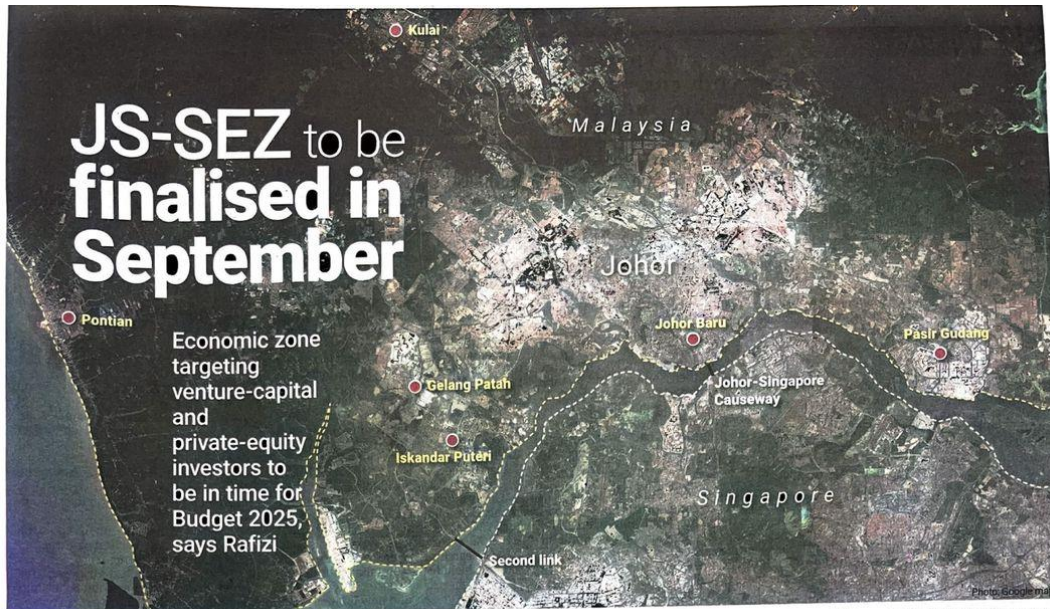 Kulai
JS-SEZ to be
finalised in
September
Malaysia
Johor
Pontian
Economic zone
targeting
venture-capital
and
private-equity
investors to
be in time for
Budget 2025,
says Rafizi
Johor Baru
Pasir Gudang
Gelang Patah
Johor-Singapore
Causeway
Iskandar Puteri
Singapore
Second link
Photo: Google